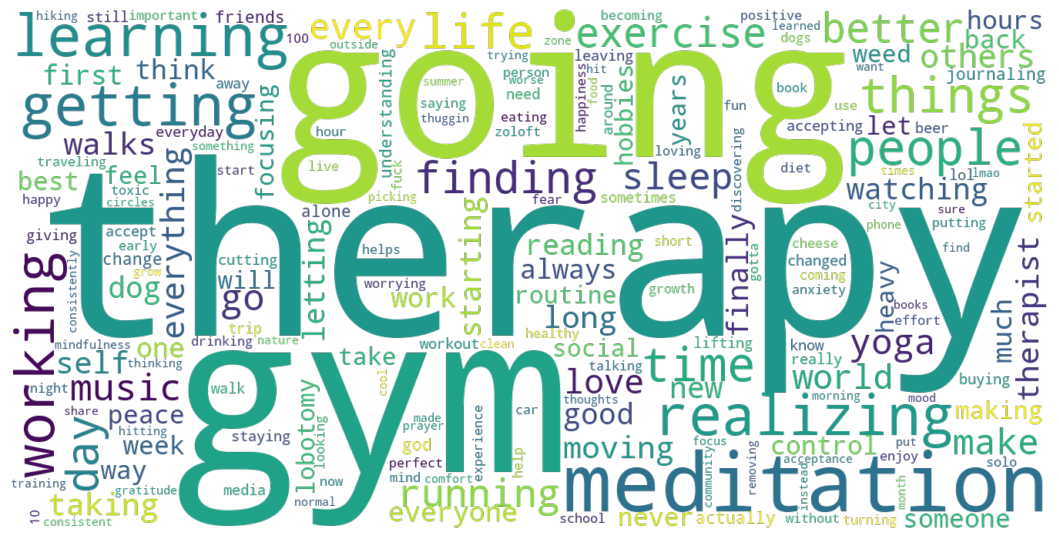 hiking
still
important
friends
100
every
life
becoming
positive
learned
dogs
hours
learning
going
outside
trying
zone
exercise
better
want
back
first
think
away
understanding
summer
person
worse
leaving
hit
weed
others
journaling
getting
focusing
saying
need
thuggin
eating
food
happiness
around
hobbies
years
fun
book
use
things
walks
everyday
something
hour
zoloft
loving
accepting
let
beer
people
traveling
best
feel
start
live
fuck
picking
finding
sleep
discovering
diet
watching
lol
lmao
started
happy
toxic
circles
everything
alone
fear
sometimes
times
city
sure
putting
giving
accept
early
change
letting
helps
starting
reading
short
gotta
finally
cheese
phone
find
working
therapy
consistently
grow
dog
cutting
will
go
worrying
work
always
routine
growth
changed
coming
anxiety
heavy
books
effort
much
therapist
long
trip
nature
drinking
healthy
lifting
mindfulness
thinking
one
self
take
workout
clean
social
talking
time
know
really
yoga
buying
night
music
gym
walk
cool
love
thoughts
new
world
morning
mood
making
share
peace
hitting
day
week
way
staying
lobotomy
looking
made
prayer
god
car
experience
good
moving
realizing
control
focus
acceptance
put
enjoy
make
solo
training
gratitude
media
now
normal
perfect
mind
comfort
help
meditation
community
removing
instead
month
10
taking
consistent
running
everyone
school
never
actually
without
turning
someone